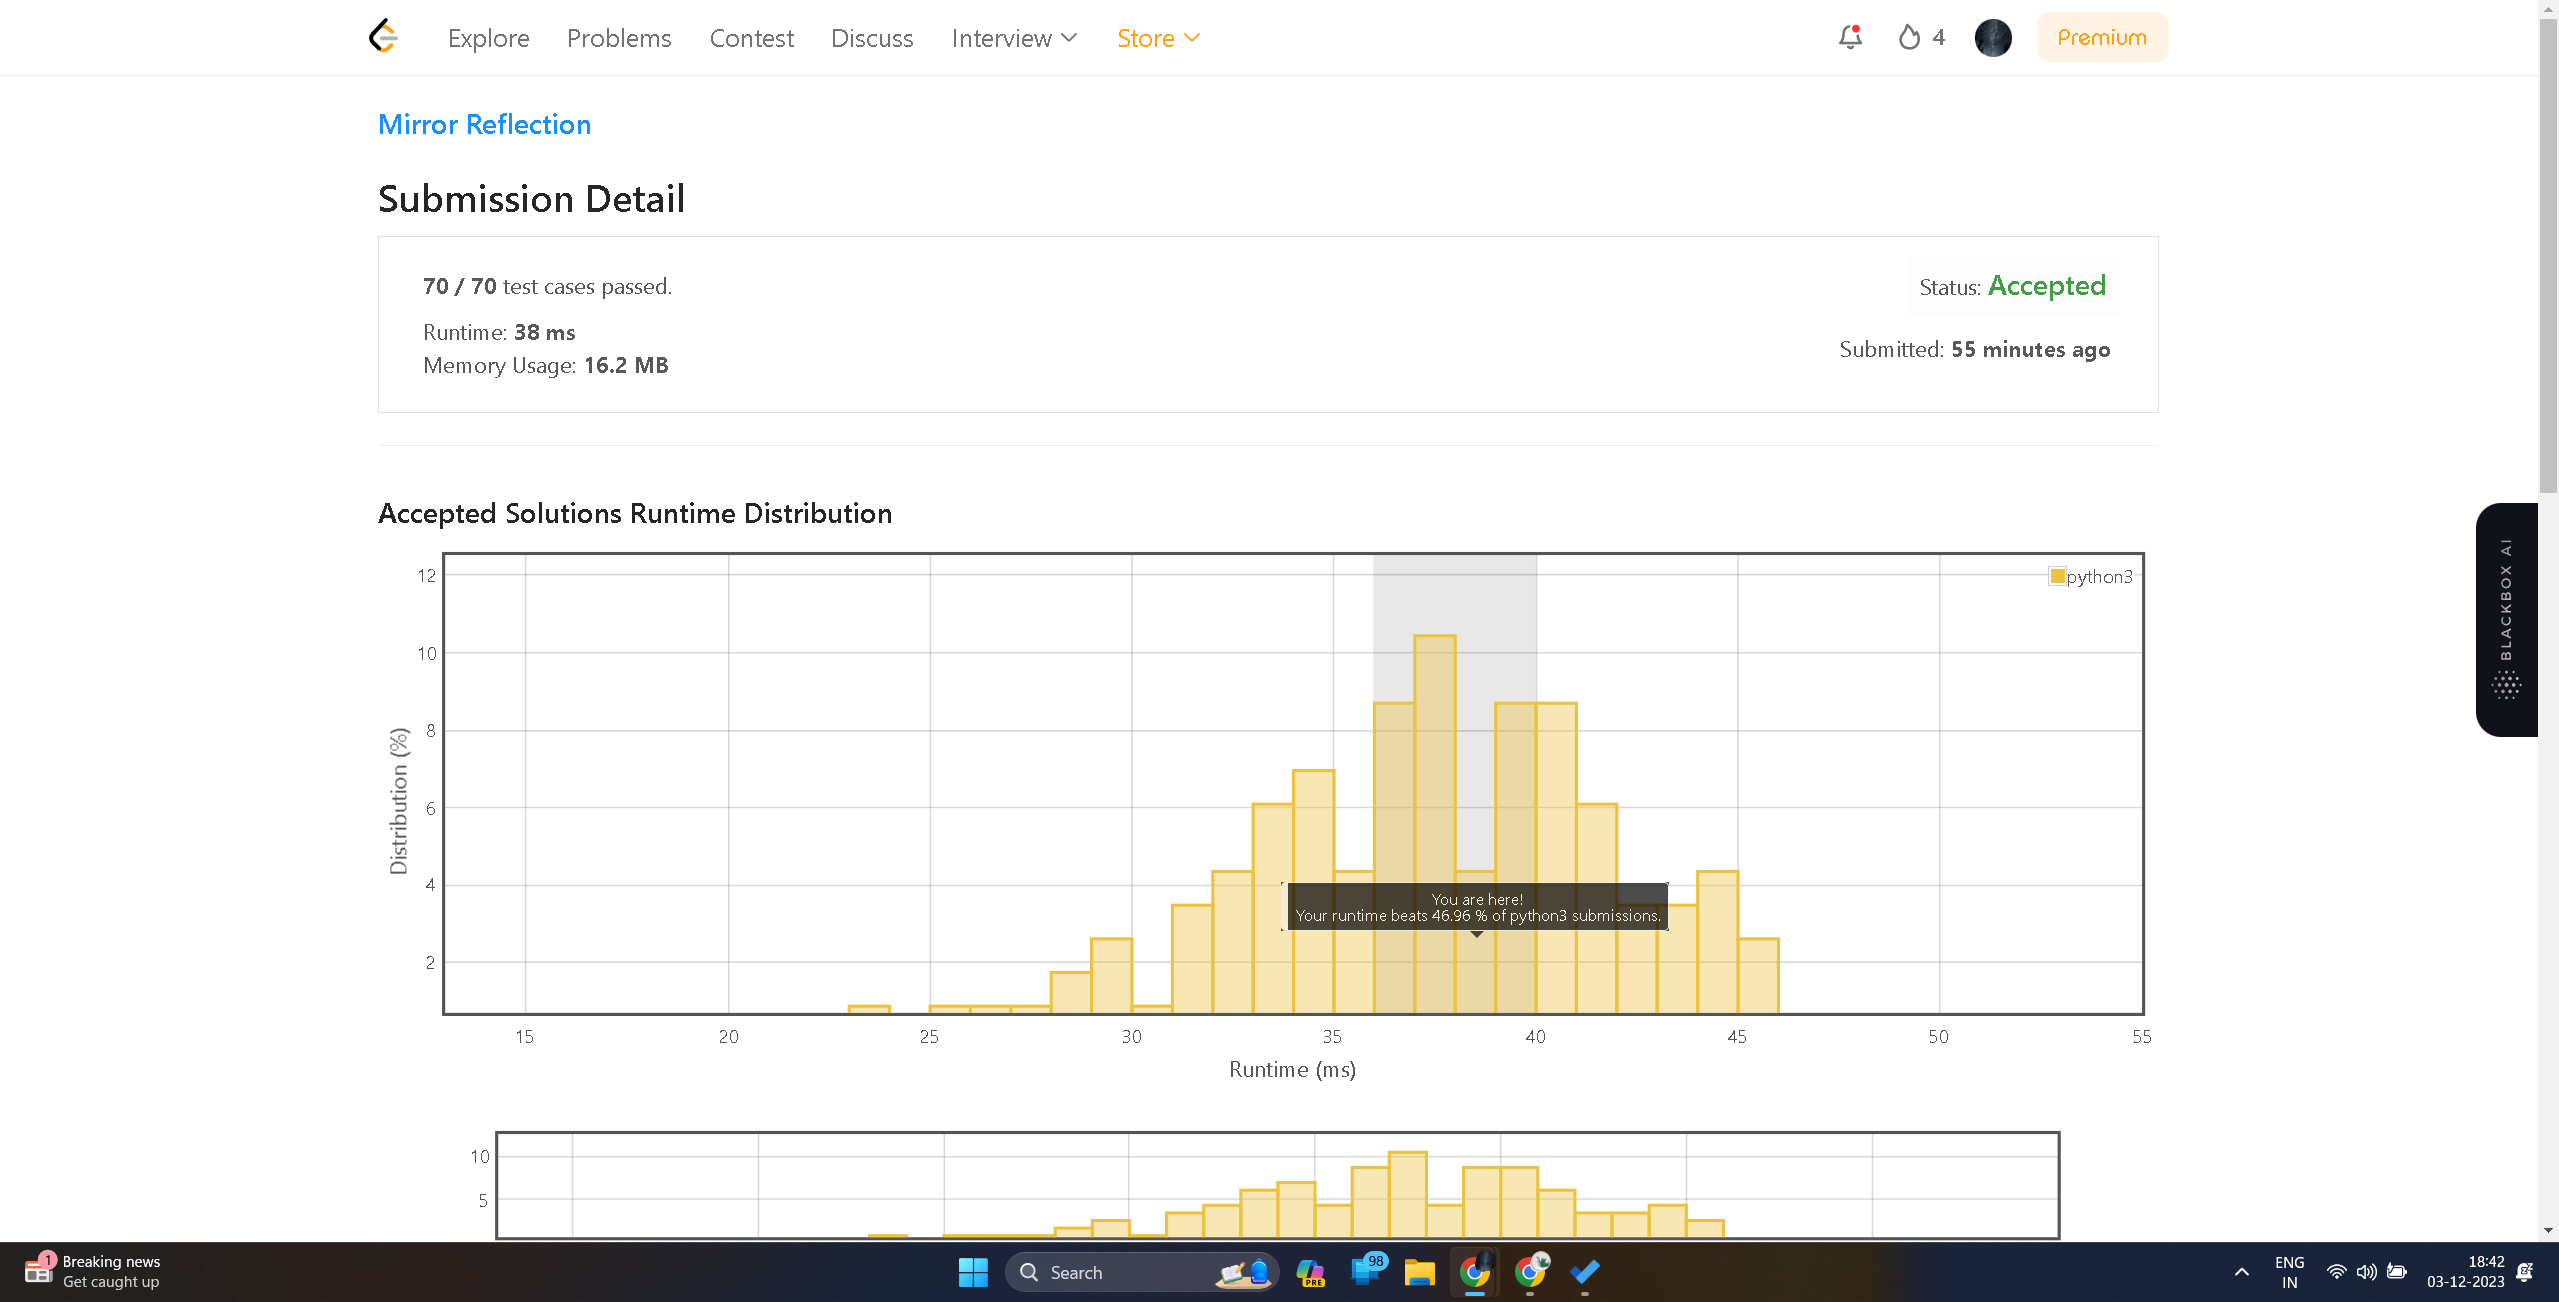 Explore Problems Contest Discuss Interview Store 4 Premium
Mirror Reflection
Submission Detail
70 / 70 test cases passed.
Status: Accepted
Runtime: 38 ms
Submitted: 55 minutes ago
Memory Usage: 16.2 MB
Accepted Solutions Runtime Distribution
12
10
8
6
4
2
Distribution (%)
python3
You are here!
Your runtime beats 46.96 % of python3 submissions.
15 20 25 30 35 40 45 50 55
Runtime (ms)
10
5
BLACKBOX AI
1
Breaking news
Get caught up
Search
PRE
98
ENG
IN
18:42
03-12-2023